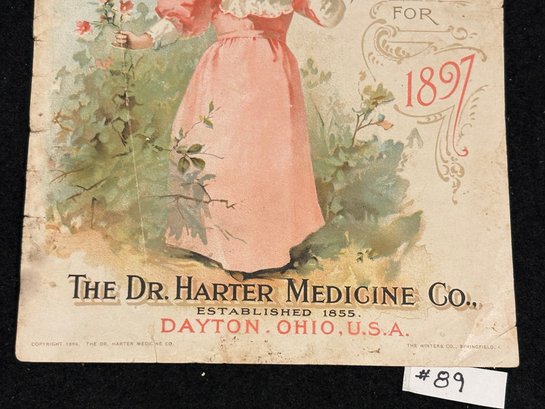 FOR
1897
THE DR. HARTER MEDICINE CO.,
ESTABLISHED 1855.
DAYTON. OHIO, U.S.A.
COPYRIGHT 1896, THE DR. HARTER MEDICINE CO.
THE WINTERS CO., SPRINGFIELD, O.
#89